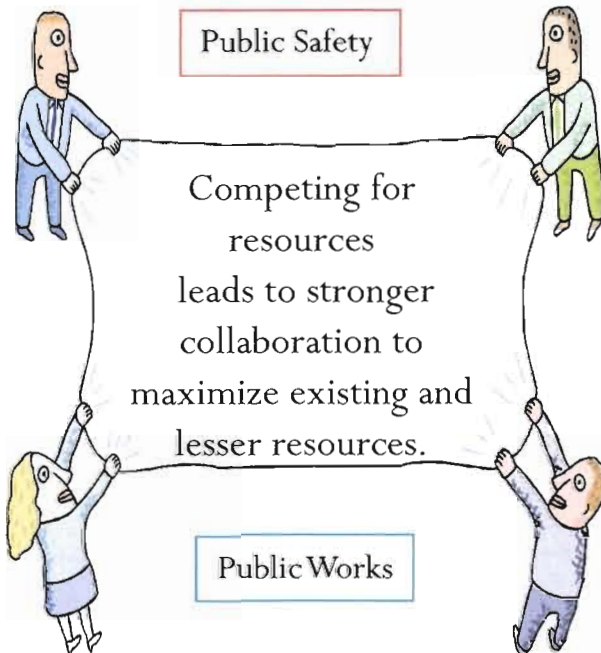 Public Safety
Competing for
resources
leads to stronger
collaboration to
maximize existing and
lesser resources.
Public Works